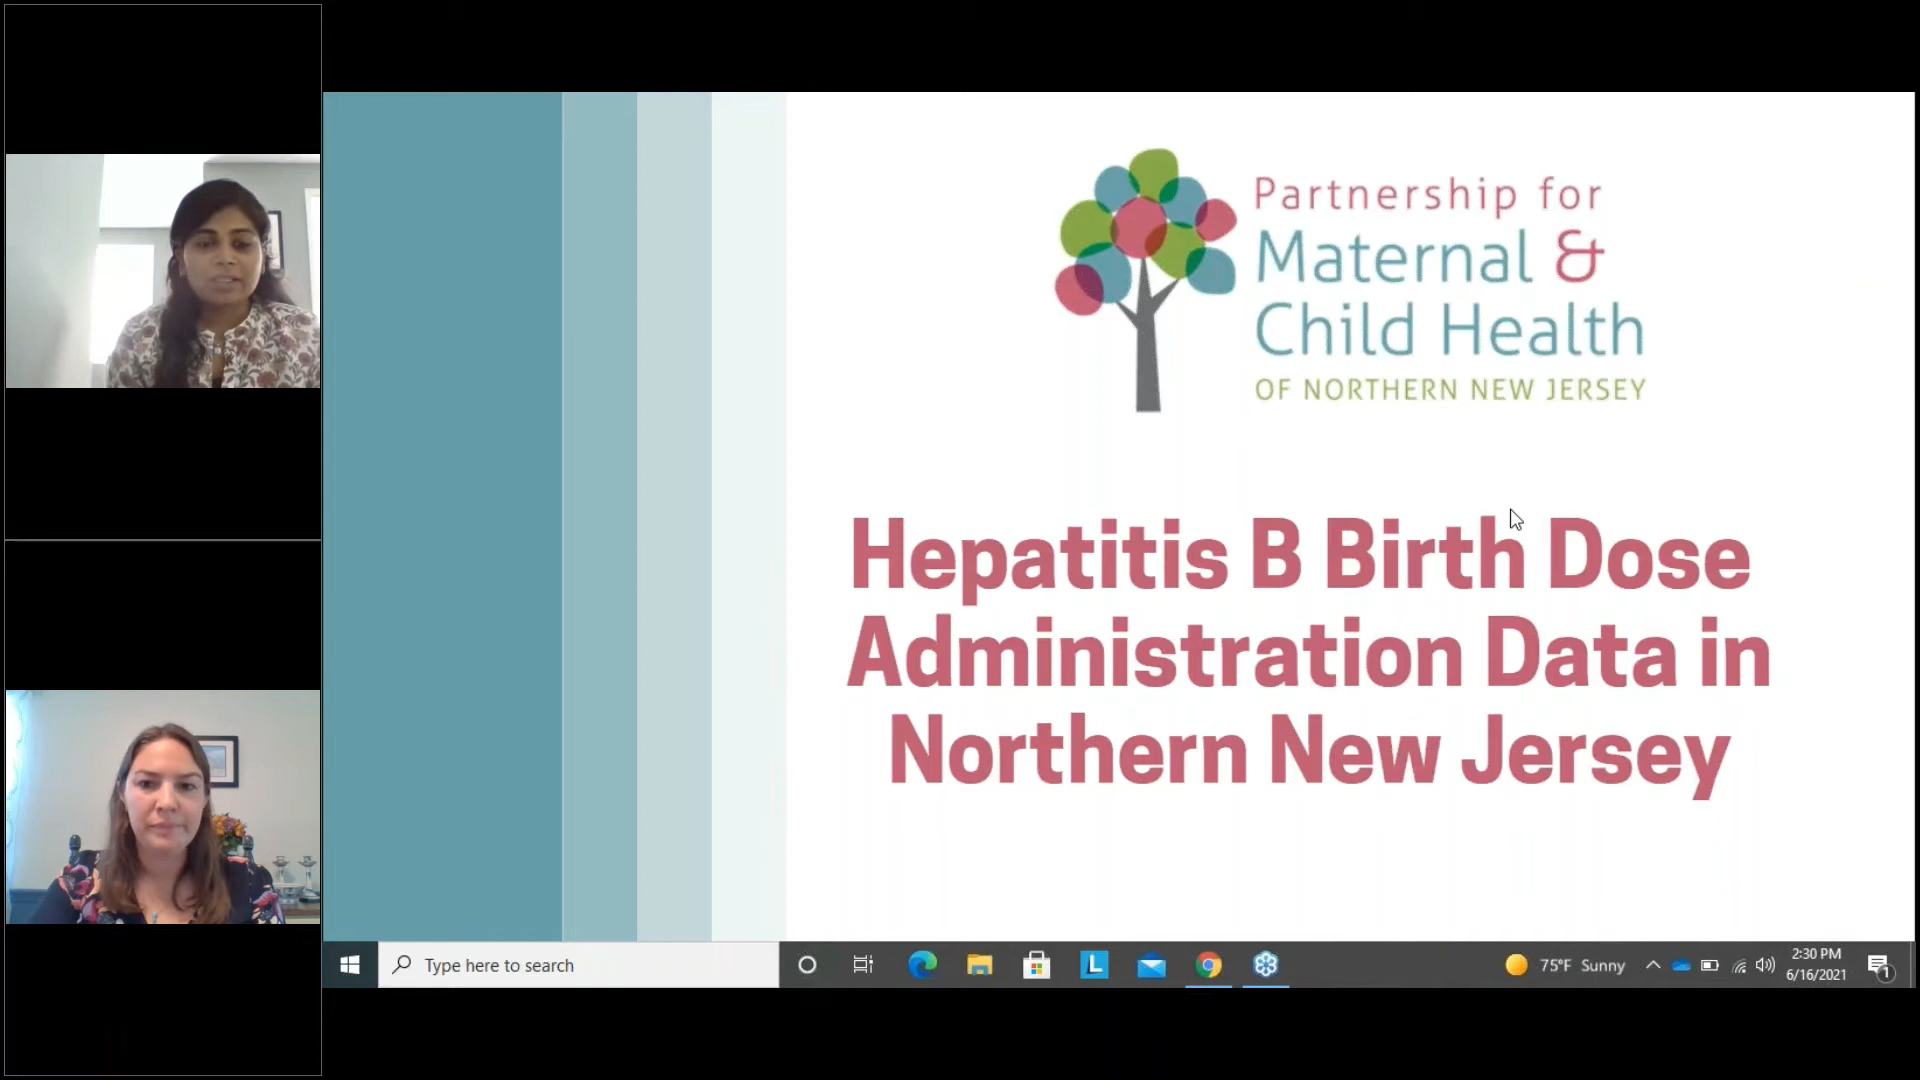 Partnership for
Maternal &
Child Health
OF NORTHERN NEW JERSEY
Hepatitis B Birth Dose
Administration Data in
Northern New Jersey
Type here to search
L
75°F Sunny
2:30 PM
6/16/2021
1